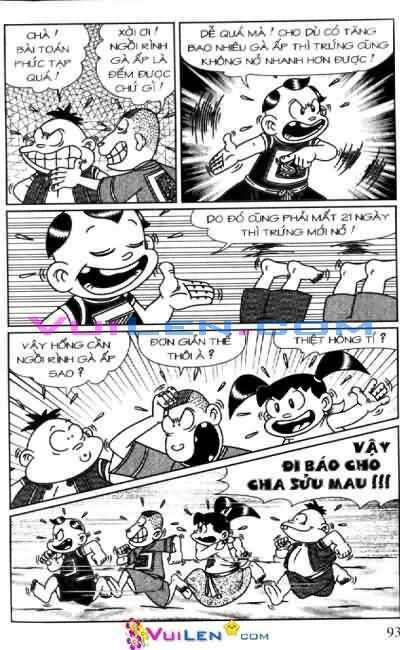 CHÀ !
BÀI TOÁN
PHỨC TẠP
QUÁ !
XỜI ƠI !
NGỒI RÌNH
GÀ ẤP LÀ
ĐẾM ĐƯỢC
CHỨ GÌ !
DỄ QUÁ MÀ ! CHO DÙ CÓ TĂNG
BAO NHIÊU GÀ ẤP THÌ TRỨNG CŨNG
KHÔNG NỞ NHANH HƠN ĐƯỢC !
DO ĐÓ CŨNG PHẢI MẤT 21 NGÀY
THÌ TRỨNG MỚI NỞ !
VUILEN.COM
VẬY HỔNG CẦN
NGỒI RÌNH GÀ ẤP
SAO ?
ĐƠN GIẢN THẾ
THÔI À ?
THIỆT HÔNG TÍ ?
VẬY
ĐI BÁO CHO
CHA SỬU MAU !!!
93
VUILEN.COM